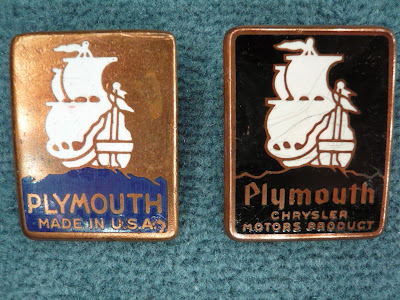 PLYMOUTH
MADE IN U.S.A.
Plymouth
CHRYSLER
MOTORS PRODUCT